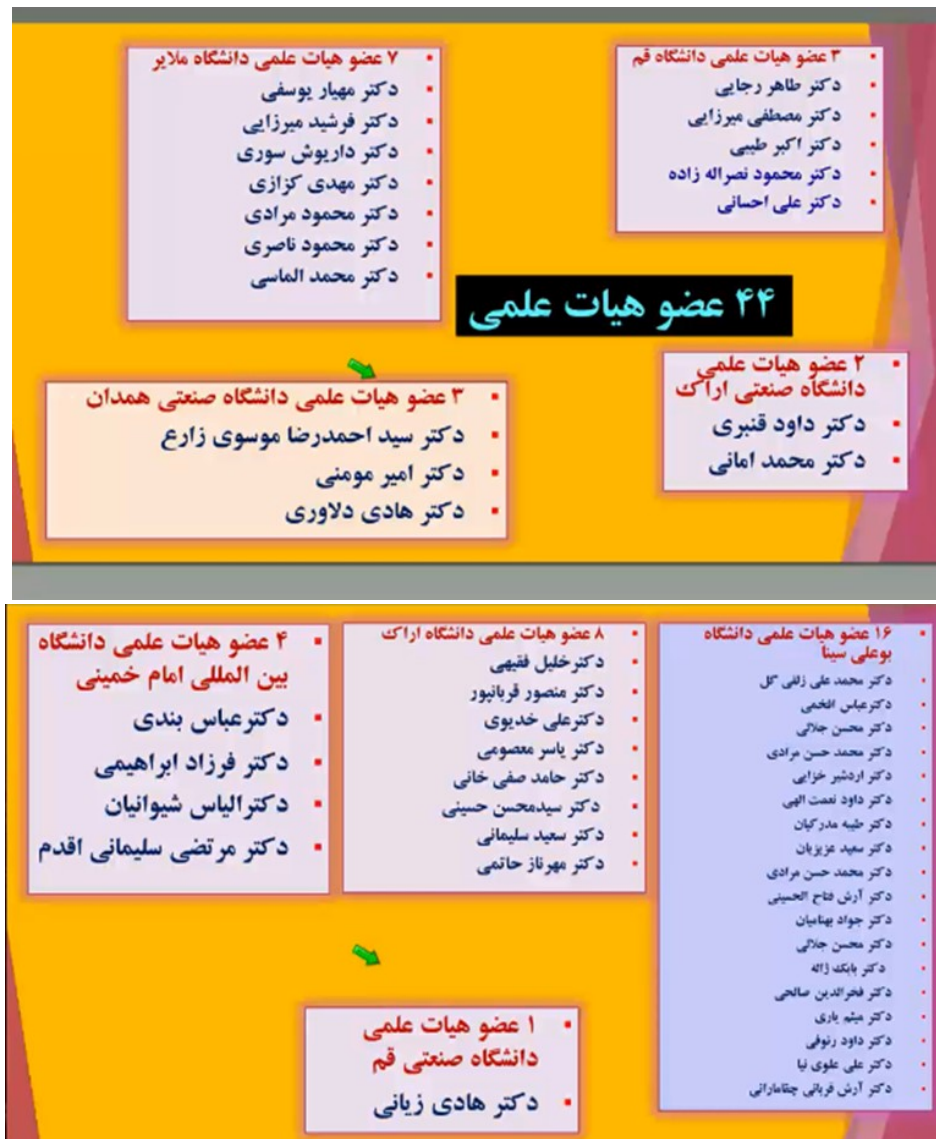 ۳ عضو هیات علمی دانشگاه قم
دکتر طاهر رجایی
دکتر مصطفی میرزایی
دکتر اکبر طیبی
دکتر محمود نصراله زاده
دکتر علی احسانی
۷ عضو هیات علمی دانشگاه ملایر
دکتر مهیار یوسفی
دکتر فرشید میرزایی
دکتر داریوش سوری
دکتر مهدی کزازی
دکتر محمود مرادی
دکتر محمود ناصری
دکتر محمد الماسی
۴۴ عضو هیات علمی
۲ عضو هیات علمی
دانشگاه صنعتی اراک
دکتر داود قنبری
دکتر محمد امانی
۳ عضو هیات علمی دانشگاه صنعتی همدان
دکتر سید احمدرضا موسوی زارع
دکتر امیر مومنی
دکتر هادی دلاوری
۱۶ عضو هیات علمی دانشگاه
بوعلی سینا
دکتر محمد علی زلفی گل
دکترعباس افخمی
دکتر محسن جلالی
دکتر محمد حسن مرادی
دکتر اردشیر خزایی
دکتر داود نعمت الهی
دکتر طیبه مدرکیان
دکتر سعید عزیزیان
دکتر محمد حسن مرادی
دکتر آرش فتاح الحسینی
دکتر جواد بهنامیان
دکتر محسن جلالی
دکتر بابک ژاله
دکتر فخرالدین صالحی
دکتر میثم یاری
دکتر داود رئوفی
دکتر علی علوی نیا
دکتر آرش قربانی چقامارانی
۸ عضو هیات علمی دانشگاه اراک
دکترخلیل فقیهی
دکتر منصور قربانپور
دکترعلی خدیوی
دکتر یاسر معصومی
دکتر حامد صفی خانی
دکتر سیدمحسن حسینی
دکتر سعید سلیمانی
دکتر مهرناز حاتمی
۴ عضو هیات علمی دانشگاه
بین المللی امام خمینی
دکترعباس بندی
دکتر فرزاد ابراهیمی
دکترالیاس شیوانیان
دکتر مرتضی سلیمانی اقدم
۱ عضو هیات علمی
دانشگاه صنعتی قم
دکتر هادی زیانی